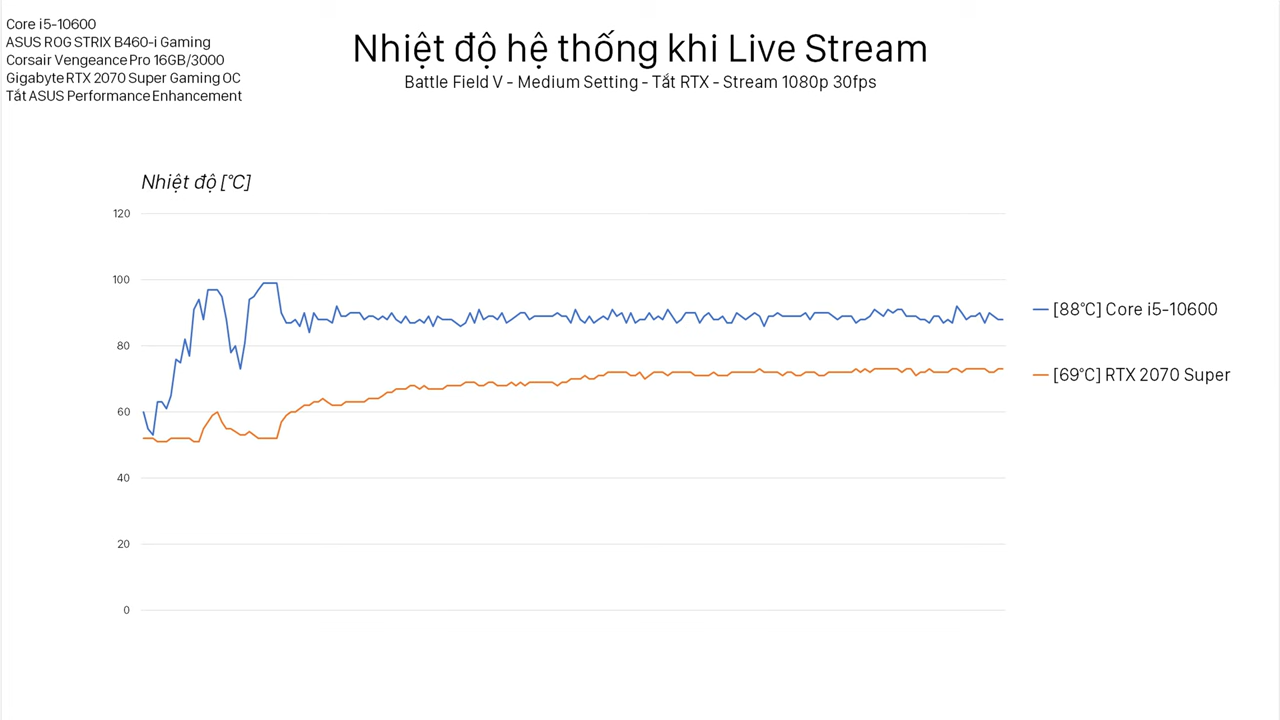 Core i5-10600
ASUS ROG STRIX B460-i Gaming
Corsair Vengeance Pro 16GB/3000
Gigabyte RTX 2070 Super Gaming OC
Tắt ASUS Performance Enhancement
Nhiệt độ hệ thống khi Live Stream
Battle Field V - Medium Setting - Tắt RTX - Stream 1080p 30fps
Nhiệt độ [°C]
120
100
80
60
40
20
0
[88°C] Core i5-10600
[69°C] RTX 2070 Super